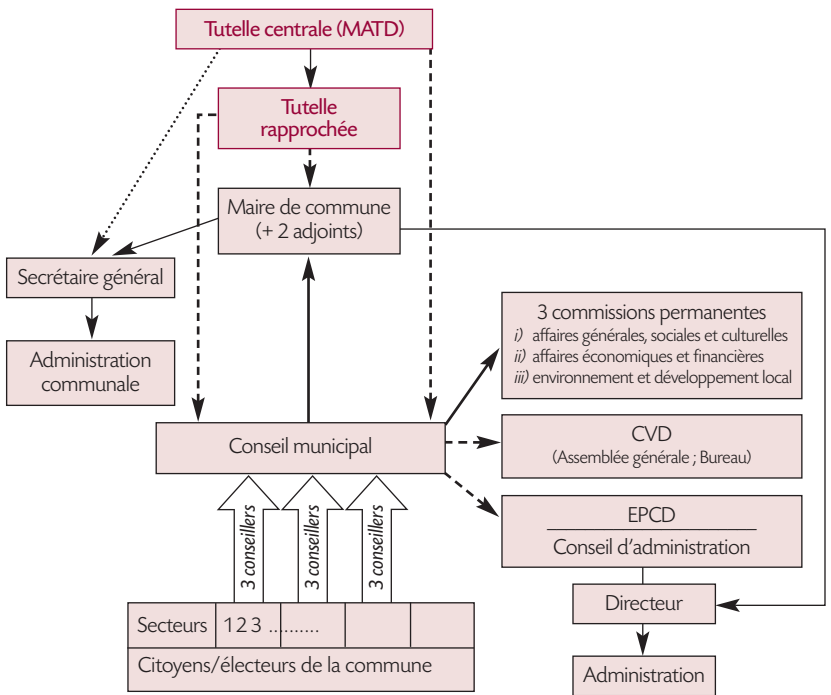 Tutelle centrale (MATD)
Tutelle
rapprochée
Maire de commune
(+ 2 adjoints)
Secrétaire général
Administration
communale
3 commissions permanentes
i) affaires générales, sociales et culturelles
ii) affaires économiques et financières
iii) environnement et développement local
Conseil municipal
CVD
(Assemblée générale ; Bureau)
EPCD
Conseil d'administration
3 conseillers
3 conseillers
3 conseillers
Directeur
Secteurs
1 2 3 ..........
Citoyens/électeurs de la commune
Administration